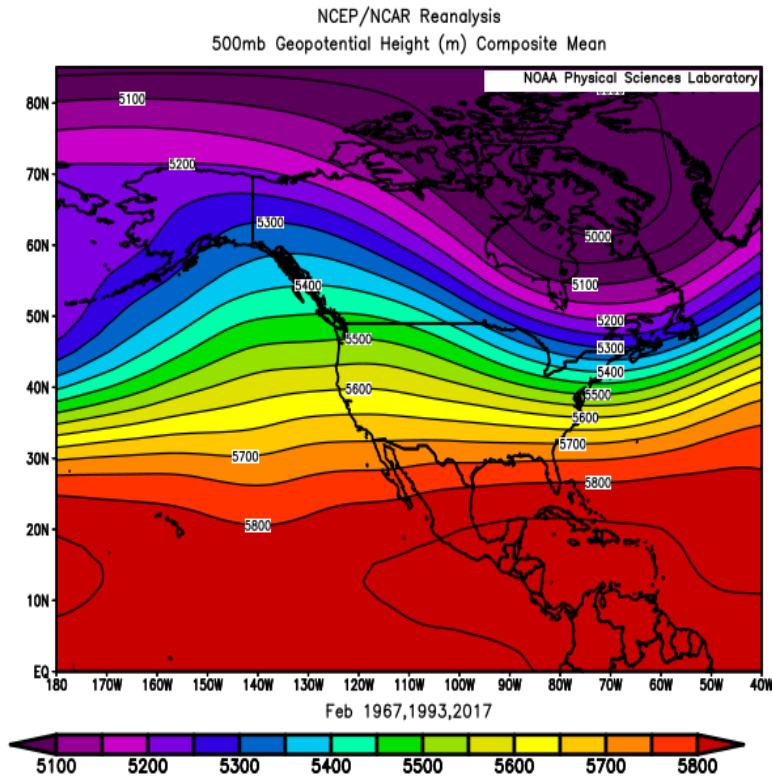 NCEP/NCAR Reanalysis
500mb Geopotential Height (m) Composite Mean
NOAA Physical Sciences Laboratory
80N
5100
70N
5200
60N
5300
5000
5100
50N
5400
5200
5500
5300
5400
40N
5600
5500
5600
30N
5700
5700
5800
20N
5800
10N
EQ
180 170W 160W 150W 140W 130W 120W 110W 100W 90W 80W 70W 60W 50W 40W
Feb 1967,1993,2017
5100 5200 5300 5400 5500 5600 5700 5800